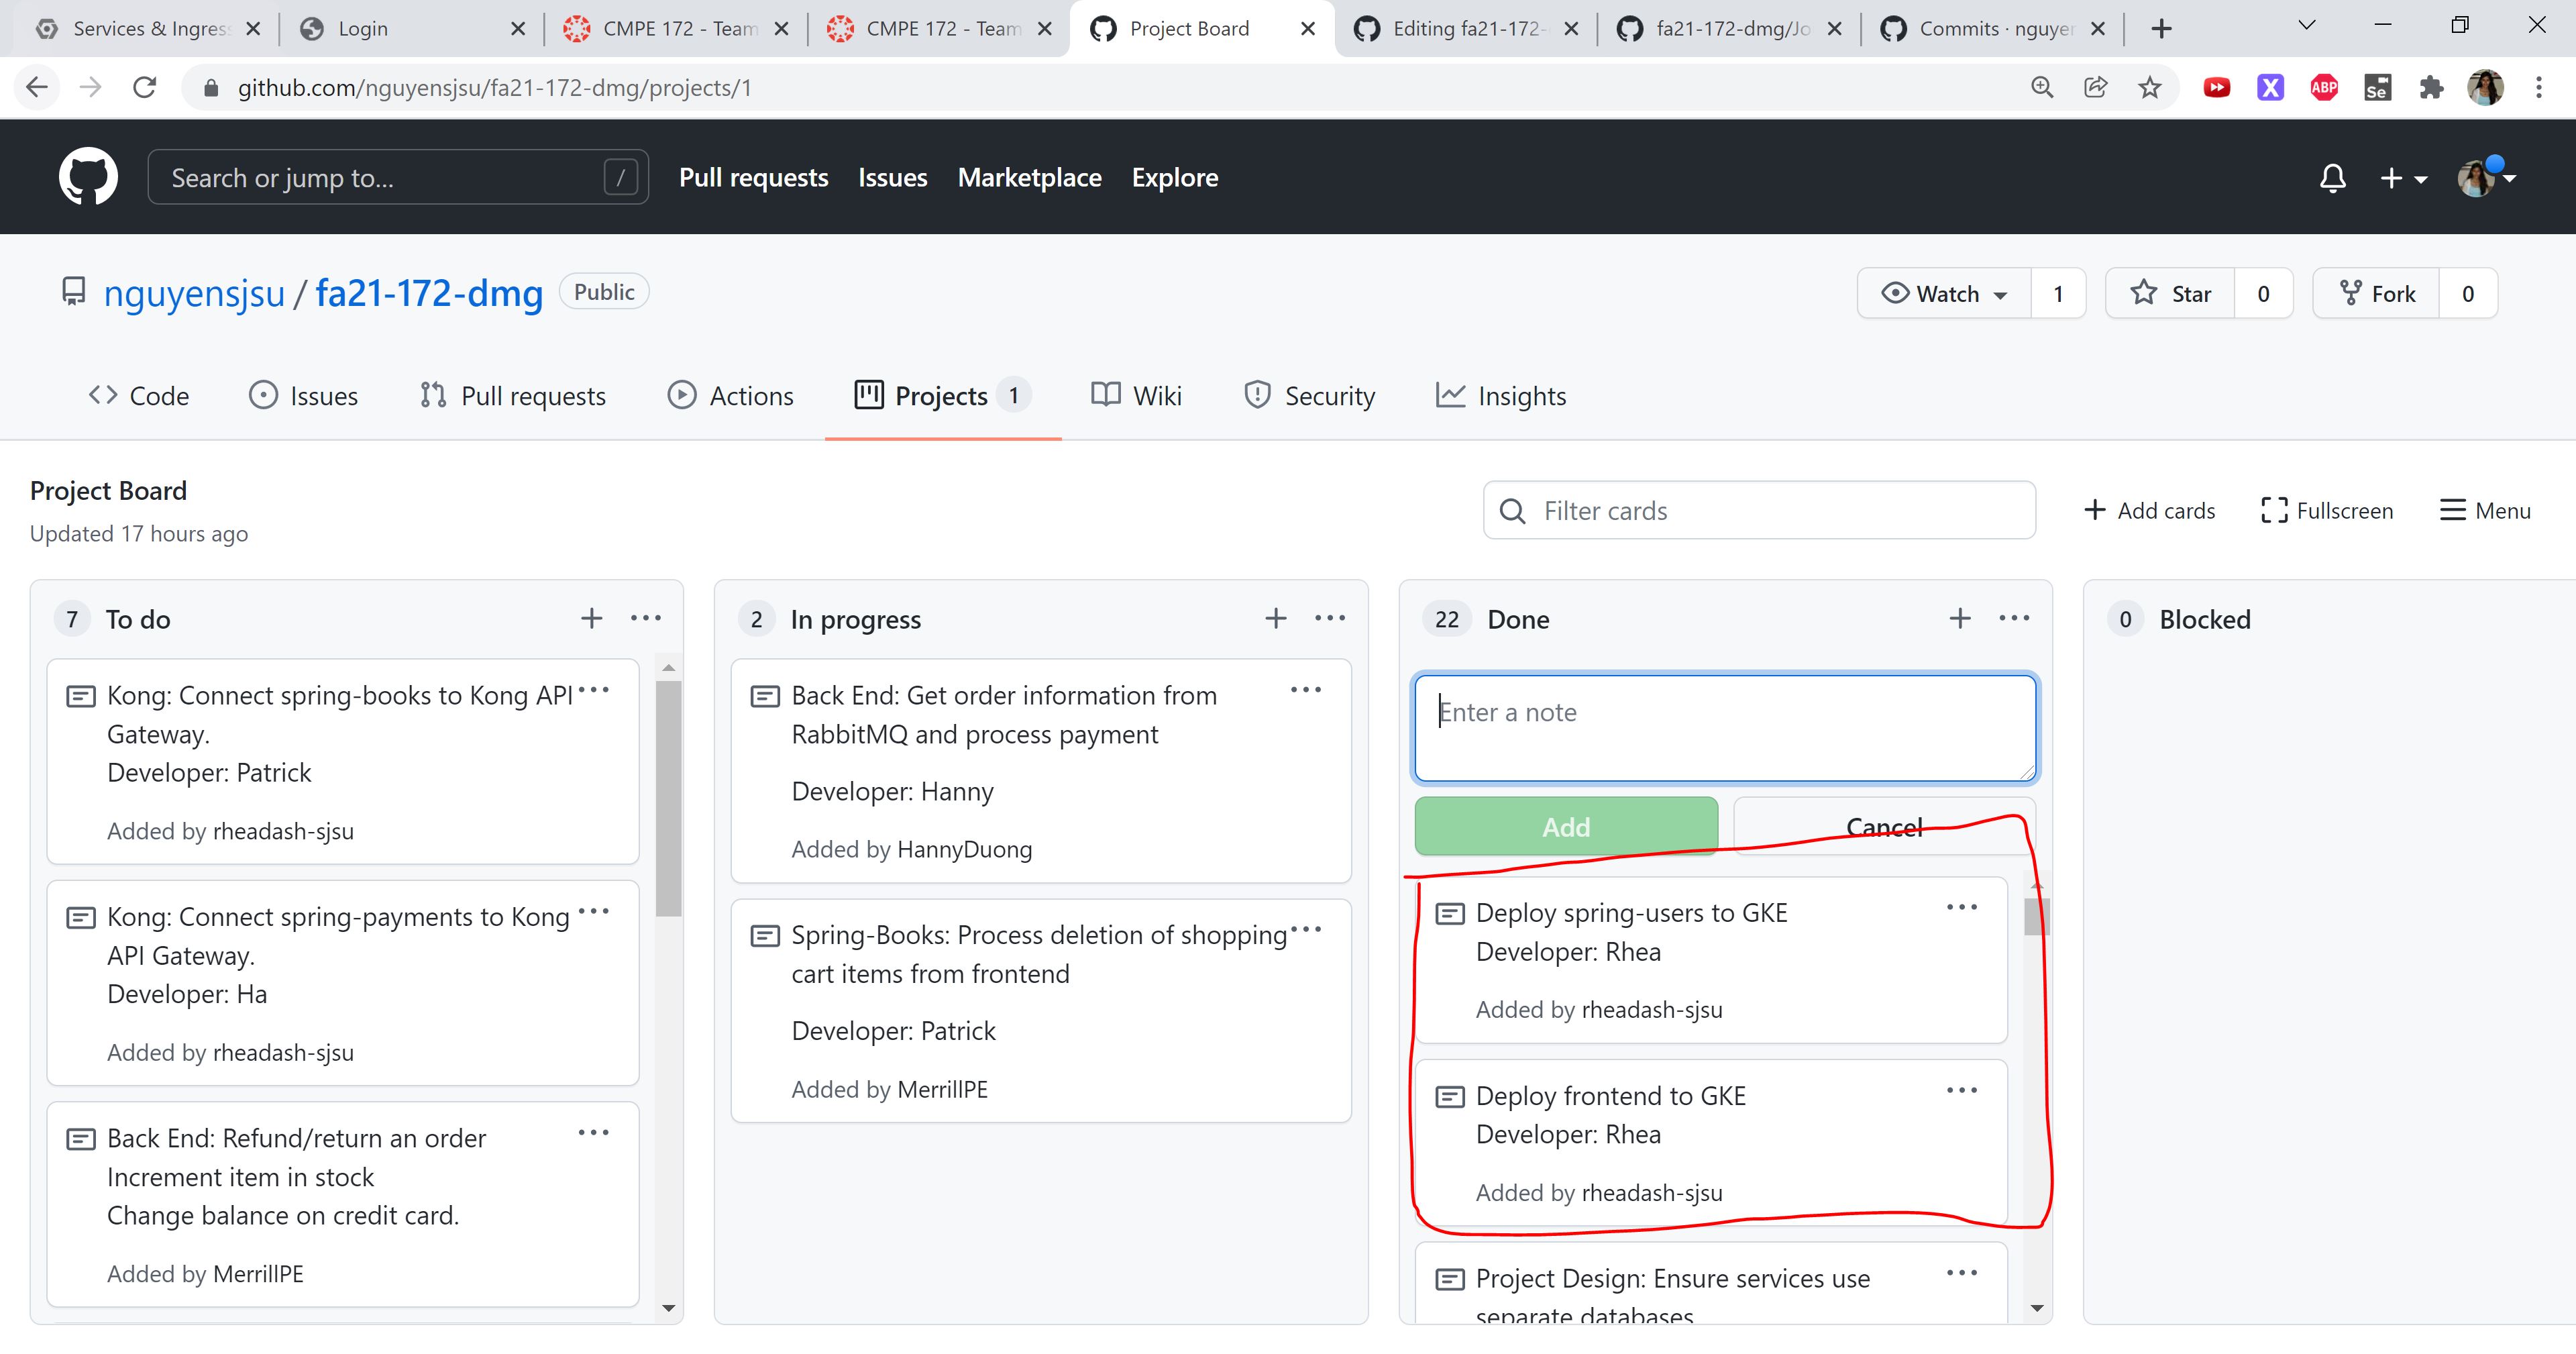 Services & Ingres
Login
CMPE 172 - Team
CMPE 172 - Team
Project Board
Editing fa21-172-
fa21-172-dmg/Jo
Commits · nguyen
github.com/nguyensjsu/fa21-172-dmg/projects/1
ABP
Se
Search or jump to...
/
Pull requests
Issues
Marketplace
Explore
nguyensjsu / fa21-172-dmg
Public
Watch 1
Star 0
Fork 0
Code
Issues
Pull requests
Actions
Projects 1
Wiki
Security
Insights
Project Board
Updated 17 hours ago
Filter cards
+ Add cards
Fullscreen
Menu
7 To do
Kong: Connect spring-books to Kong API
Gateway.
Developer: Patrick
Added by rheadash-sjsu
Kong: Connect spring-payments to Kong
API Gateway.
Developer: Ha
Added by rheadash-sjsu
Back End: Refund/return an order
Increment item in stock
Change balance on credit card.
Added by MerrillPE
2 In progress
Back End: Get order information from
RabbitMQ and process payment
Developer: Hanny
Added by HannyDuong
Spring-Books: Process deletion of shopping
cart items from frontend
Developer: Patrick
Added by MerrillPE
22 Done
Enter a note
Add
Cancel
Deploy spring-users to GKE
Developer: Rhea
Added by rheadash-sjsu
Deploy frontend to GKE
Developer: Rhea
Added by rheadash-sjsu
Project Design: Ensure services use
separate databases
0 Blocked